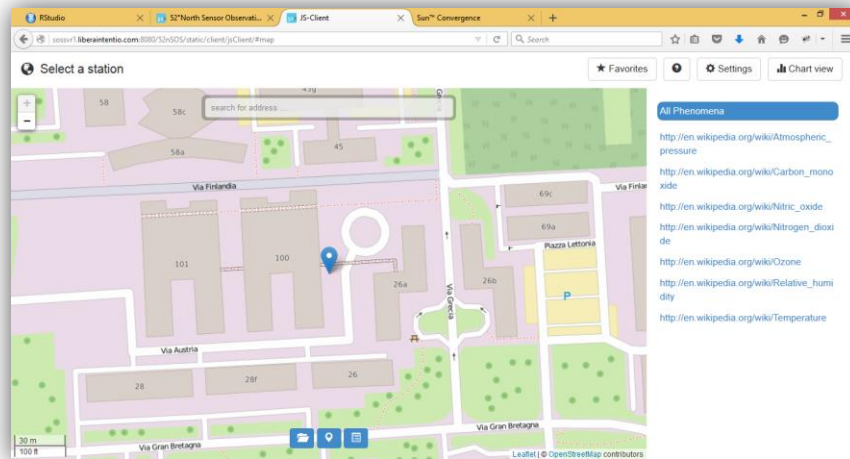 RStudio
52°North Sensor Observati...
JS-Client
Sun™ Convergence
sossvr1.liberaintentio.com:8080/52nSOS/static/client/jsClient/#map
Search
Select a station
Favorites
Settings
Chart view
search for address ...
All Phenomena
http://en.wikipedia.org/wiki/Atmospheric_
pressure
http://en.wikipedia.org/wiki/Carbon_mono
xide
http://en.wikipedia.org/wiki/Nitric_oxide
http://en.wikipedia.org/wiki/Nitrogen_dioxi
de
http://en.wikipedia.org/wiki/Ozone
http://en.wikipedia.org/wiki/Relative_humi
dity
http://en.wikipedia.org/wiki/Temperature
58
58c
45g
58a
45
Via Finlandia
Grecia
69c
Via Finlan
69a
Piazza Lettonia
101
100
26a
26b
P
Via Grecia
Via Austria
28
28f
26
Via Gran Bretagna
Via Gran Bretagna
30 m
100 ft
Leaflet | © OpenStreetMap contributors